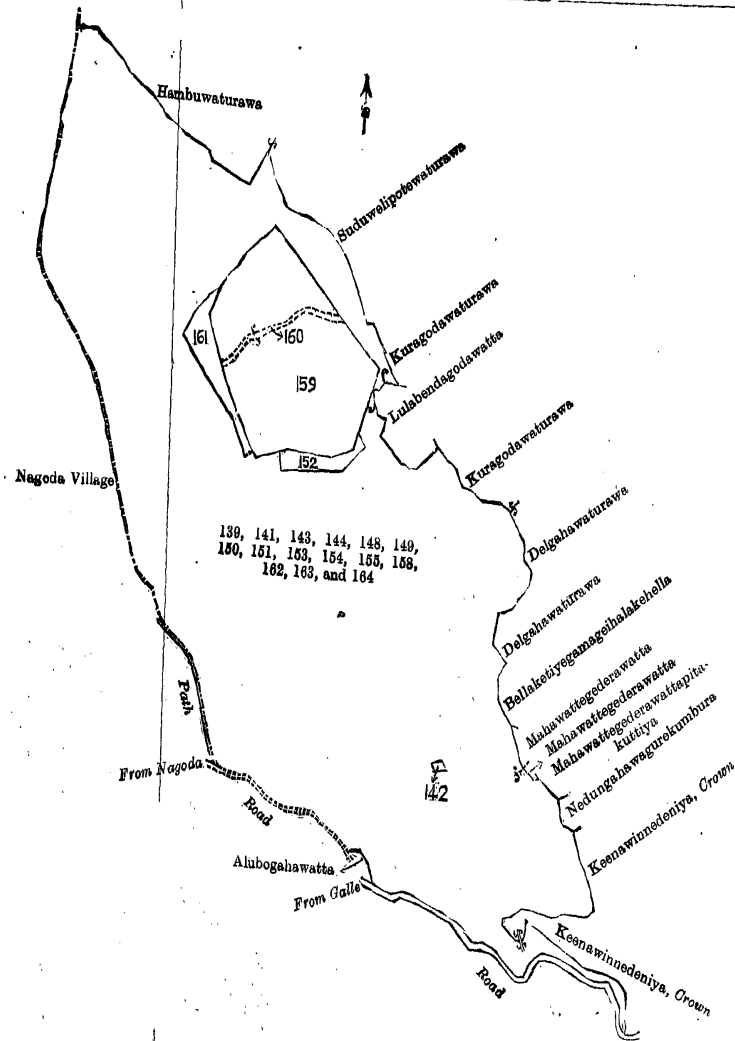 Hambuwaturawa
Suduwelipotewaturawa
Kuragodawaturawa
Lulabendagodawatta
161
160
159
152
Kuragodawaturawa
Nagoda Village
Delgahawaturawa
139, 141, 143, 144, 148, 149,
150, 151, 153, 154, 155, 158,
162, 163, and 164
Delgahawaturawa
Bellaketiyegamageihalakehella
Mahawattegederawatta
Mahawattegederawatta
Mahawattegederawattapita-
kuttiya
Nedungahawagurekumbura
Path
From Nagoda
Road
142
Keenawinnedeniya, Crown
Alubogahawatta
From Galle
Keenawinnedeniya, Crown
Road